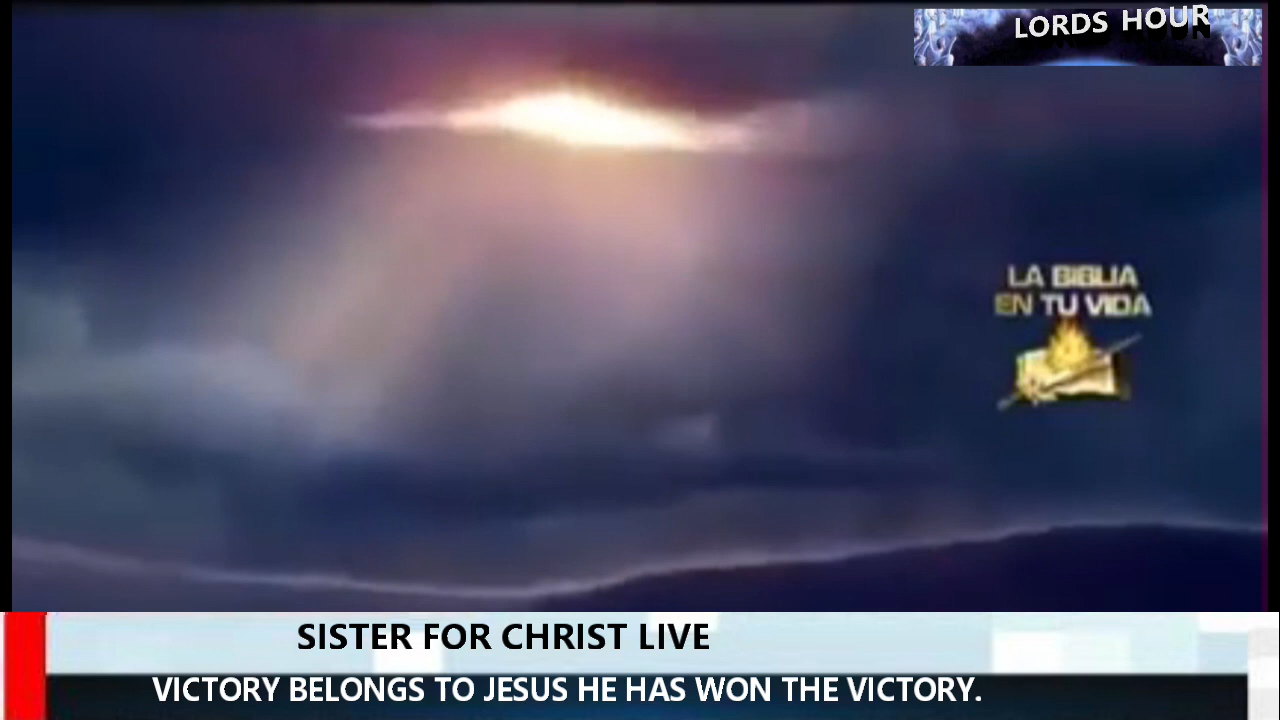 LORDS HOUR
LA BIBLIA
EN TU VIDA
SISTER FOR CHRIST LIVE
VICTORY BELONGS TO JESUS HE HAS WON THE VICTORY.